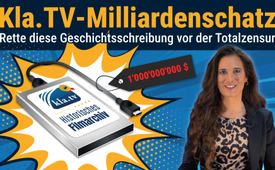 Kla.TV-Milliardenschatz
Rette diese Geschichtsschreibung vor der Totalzensur
1'000'000'000 $
kla.tv
Historisches
Filmarchiv